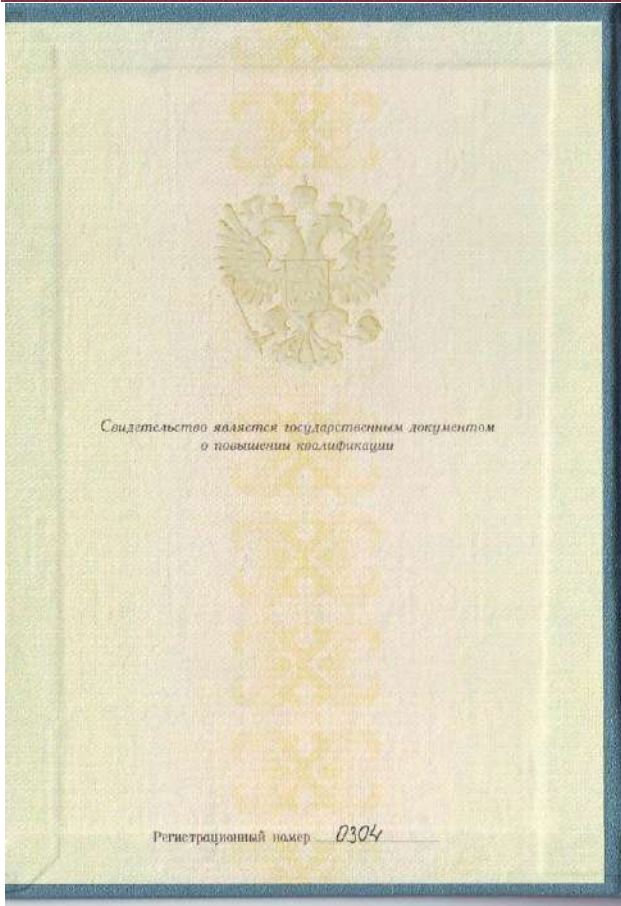 Свидетельство является государственным документом
о повышении квалификации
Регистрационный номер 0304